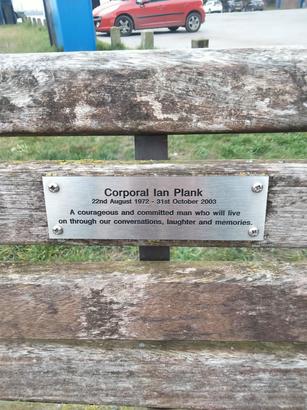 Corporal Ian Plank
22nd August 1972 - 31st October 2003
A courageous and committed man who will live
on through our conversations, laughter and memories.